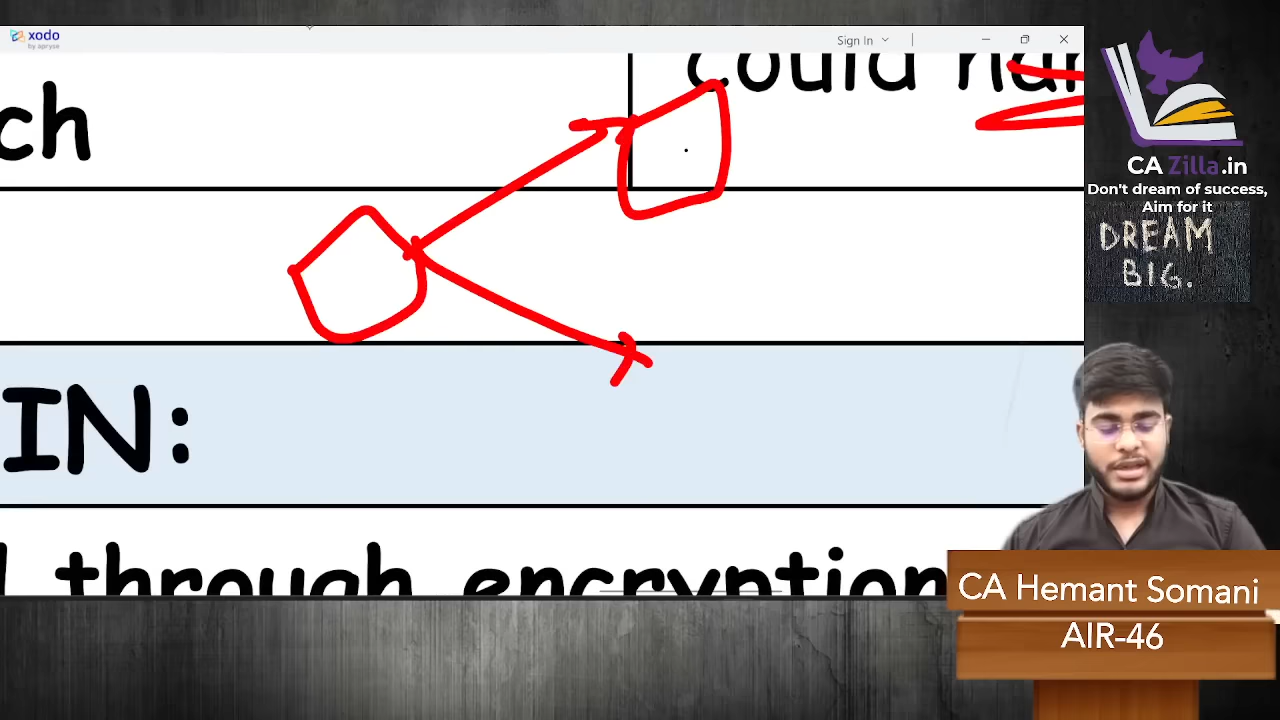 xodo
by apryse
Sign In
could
ch
IN:
through encryption
CA Zilla.in
Don't dream of success,
Aim for it
DREAM
BIG.
CA Hemant Somani
AIR-46